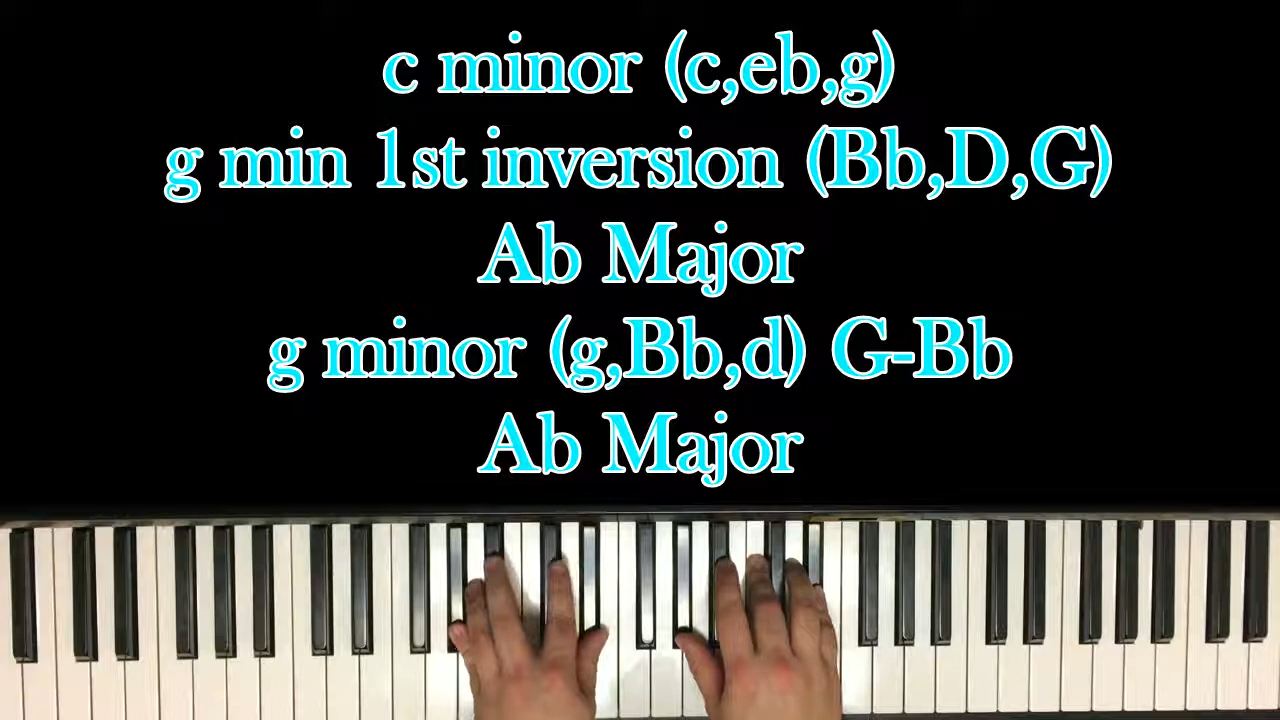 c minor (c,eb,g)
g min 1st inversion (Bb,D,G)
Ab Major
g minor (g,Bb,d) G-Bb
Ab Major